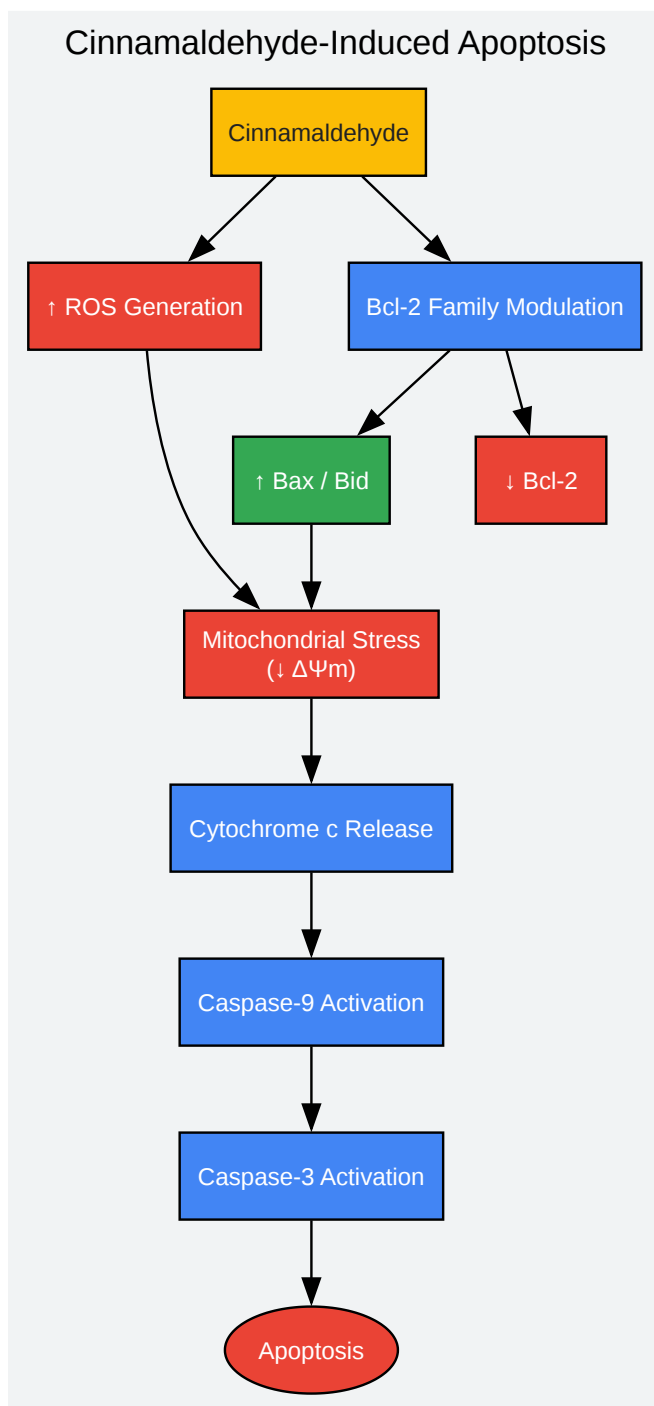 Cinnamaldehyde-Induced Apoptosis
Cinnamaldehyde
↑ ROS Generation
Bcl-2 Family Modulation
↑ Bax / Bid
↓ Bcl-2
Mitochondrial Stress
(↓ ΔΨm)
Cytochrome c Release
Caspase-9 Activation
Caspase-3 Activation
Apoptosis